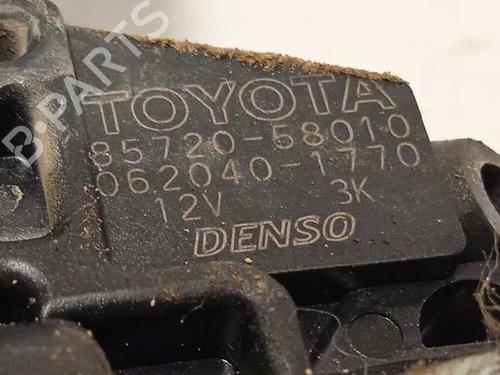 B-PARTS
TOYOTA
85720-58010
062040-1770
12V 3K
DENSO